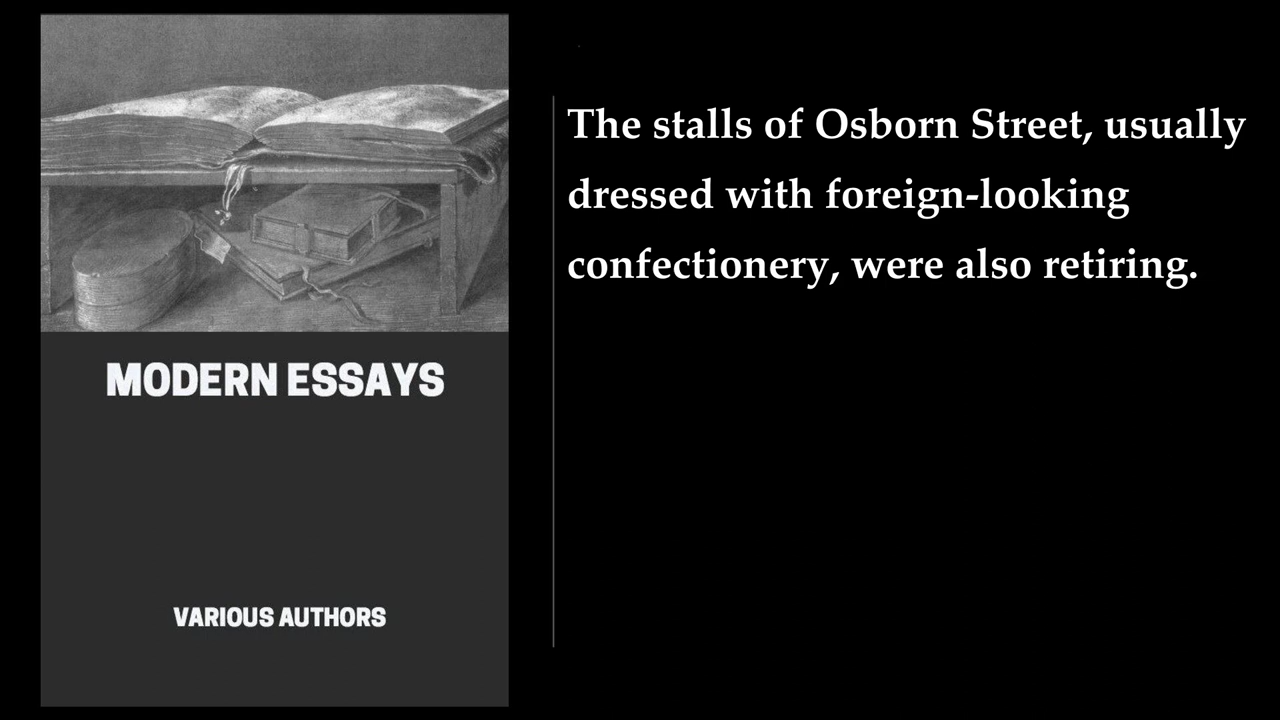 MODERN ESSAYS
VARIOUS AUTHORS
The stalls of Osborn Street, usually
dressed with foreign-looking
confectionery, were also retiring.